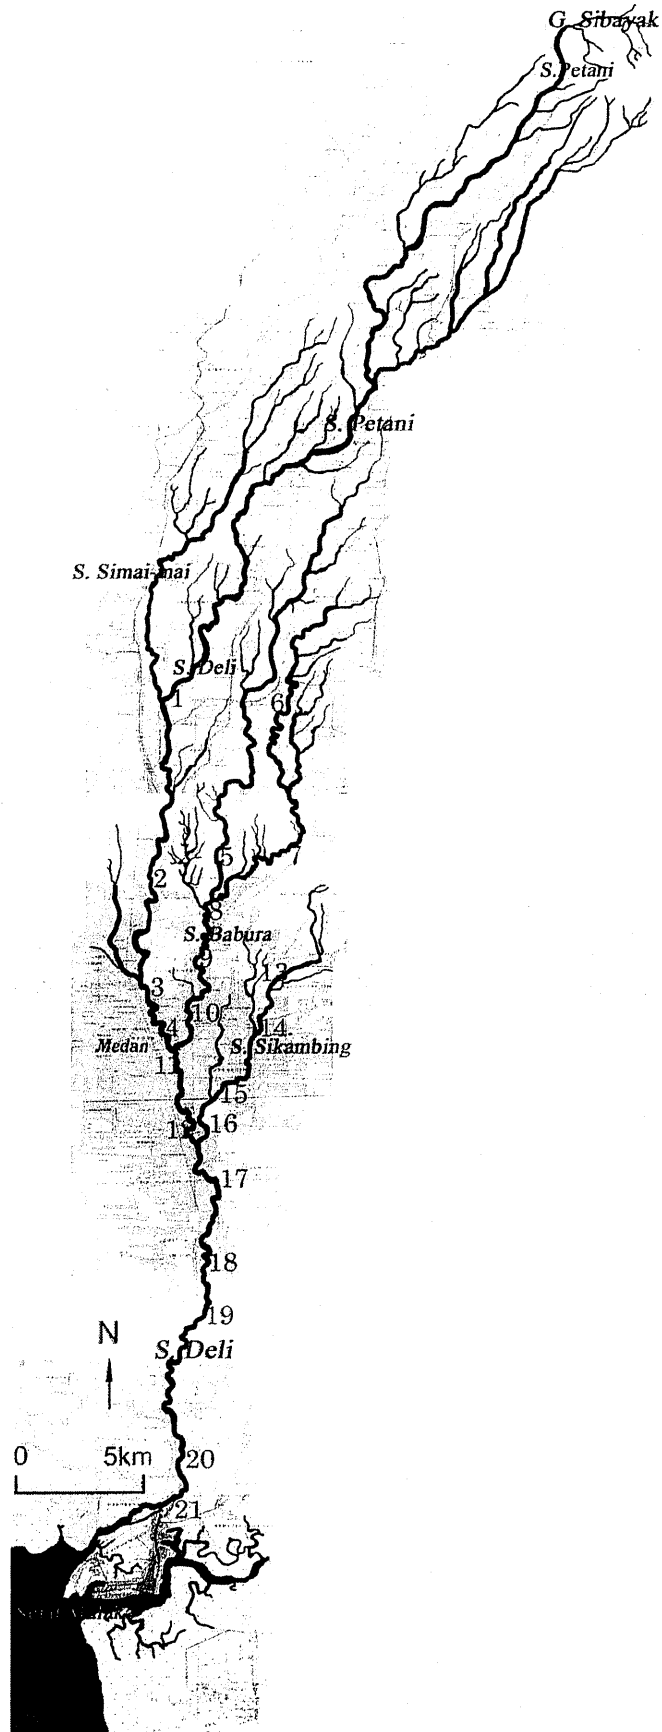 G. Sibayak
S. Petani
S. Petani
S. Simai-mai
S. Deli
1
6
2
5
7
8
S. Babura
9
3
13
10
4
14
Medan
S. Sikambing
11
15
12
16
17
18
19
N
S. Deli
0 5km
20
21